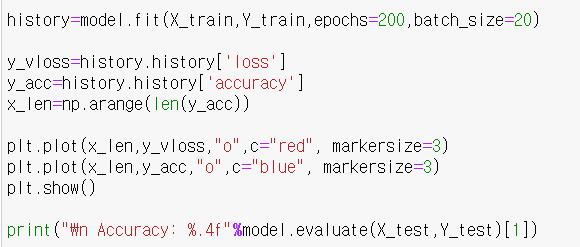 history=model.fit(X_train,Y_train,epochs=200,batch_size=20)
y_vloss=history.history['loss']
y_acc=history.history['accuracy']
x_len=np.arange(len(y_acc))
plt.plot(x_len,y_vloss,"o",c="red", markersize=3)
plt.plot(x_len,y_acc,"o",c="blue", markersize=3)
plt.show()
print("₩n Accuracy: %.4f"%model.evaluate(X_test,Y_test)[1])